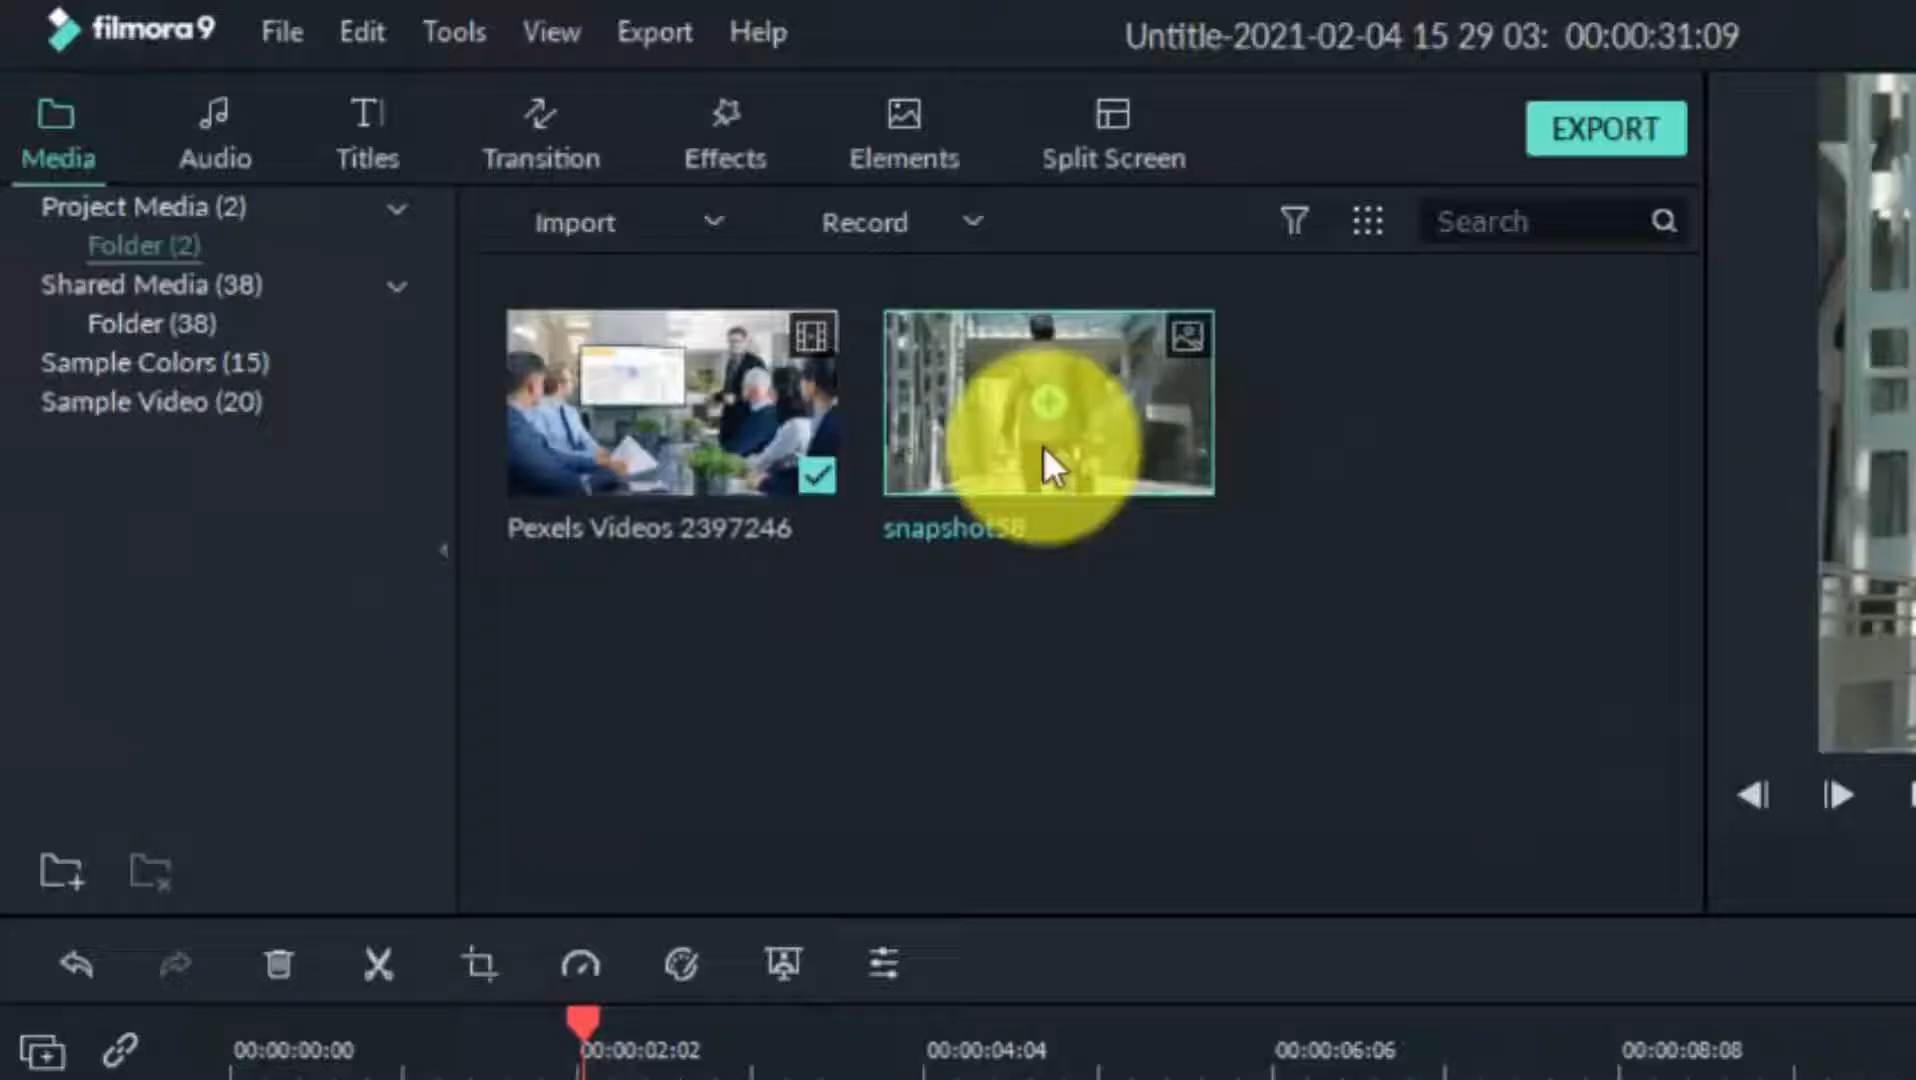 filmora9 File Edit Tools View Export Help Untitle-2021-02-04 15 29 03: 00:00:31:09
Media Audio Titles Transition Effects Elements Split Screen EXPORT
Project Media (2)
Folder (2)
Shared Media (38)
Folder (38)
Sample Colors (15)
Sample Video (20)
Import Record Search
Pexels Videos 2397246 snapshot58
00:00:00:00 00:00:02:02 00:00:04:04 00:00:06:06 00:00:08:08